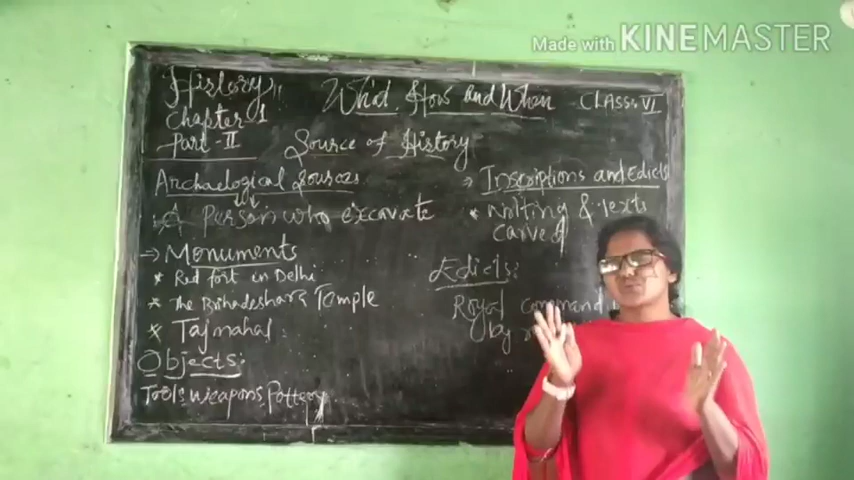 Made with KINEMASTER
History
Chapter 1
Part-II
What, How And When
CLASS: VI
Source of History
Archaelogical Sources
A Person who excavate
→ Monuments
* Red fort in Delhi
* The Brihadeshara Temple
* Tajmahal
Objects:
Tools, Weapons, Pottery
→ Inscriptions and Edicts
* Writing & Texts
carved
Edicts:
Royal command
by